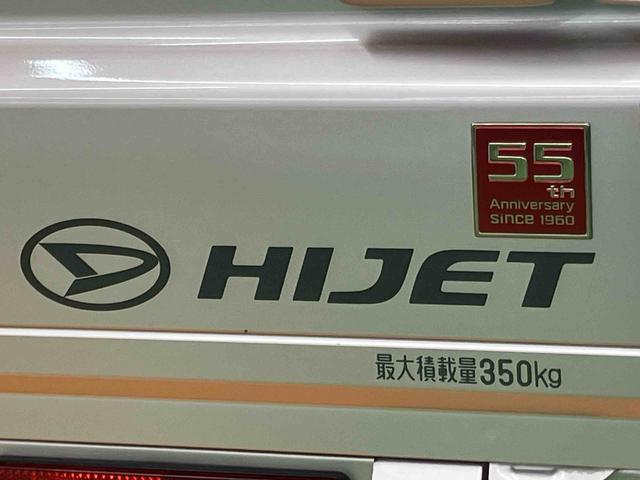 55
th
Anniversary
since 1960
HIJET
最大積載量350kg